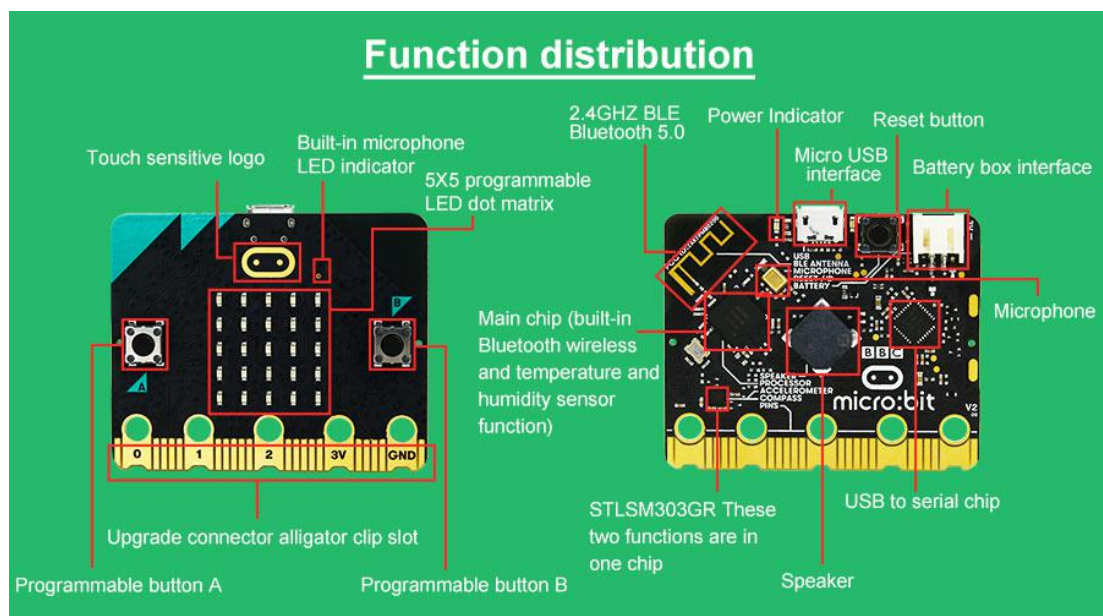 Function distribution
2.4GHZ BLE
Bluetooth 5.0
Power Indicator
Reset button
Touch sensitive logo
Built-in microphone
LED indicator
Micro USB
interface
Battery box interface
5X5 programmable
LED dot matrix
USB
BLE ANTENNA
MICROPHONE
BATTERY
B
A
Microphone
Main chip (built-in
Bluetooth wireless
and temperature and
humidity sensor
function)
BBC
micro:bit
V2
SPEAKER
PROCESSOR
ACCELEROMETER
COMPASS
PINS
0
1
2
3V
GND
Upgrade connector alligator clip slot
STLSM303GR These
two functions are in
one chip
USB to serial chip
Speaker
Programmable button A
Programmable button B